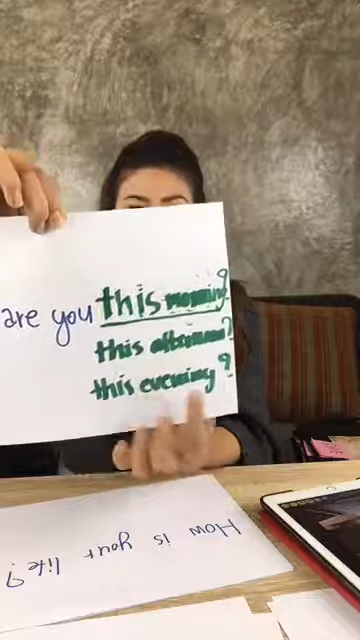 are you this morning?
this afternoon?
this evening?
How is your life?